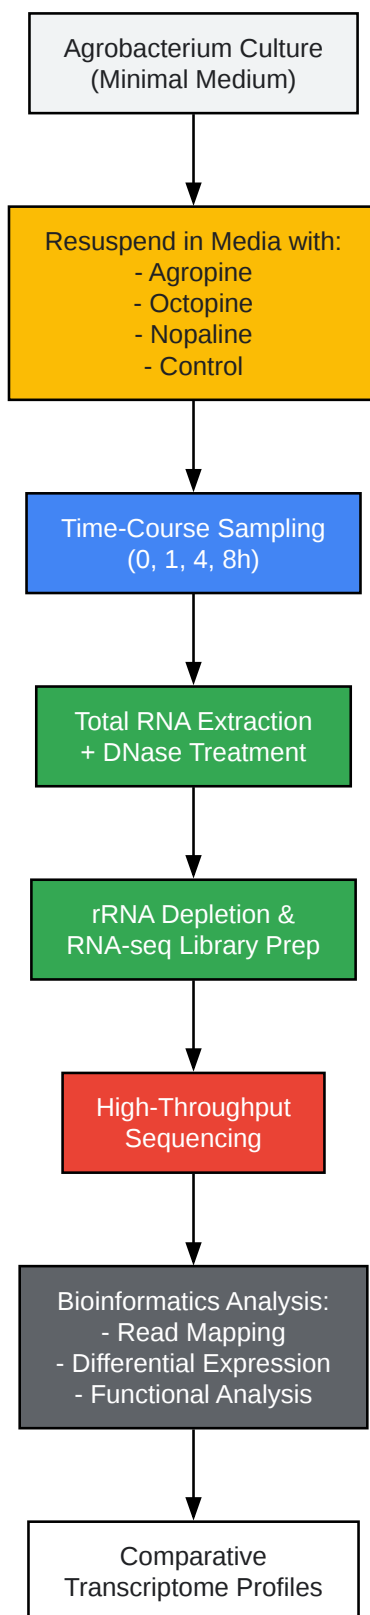 Agrobacterium Culture
(Minimal Medium)
Resuspend in Media with:
- Agropine
- Octopine
- Nopaline
- Control
Time-Course Sampling
(0, 1, 4, 8h)
Total RNA Extraction
+ DNase Treatment
rRNA Depletion &
RNA-seq Library Prep
High-Throughput
Sequencing
Bioinformatics Analysis:
- Read Mapping
- Differential Expression
- Functional Analysis
Comparative
Transcriptome Profiles